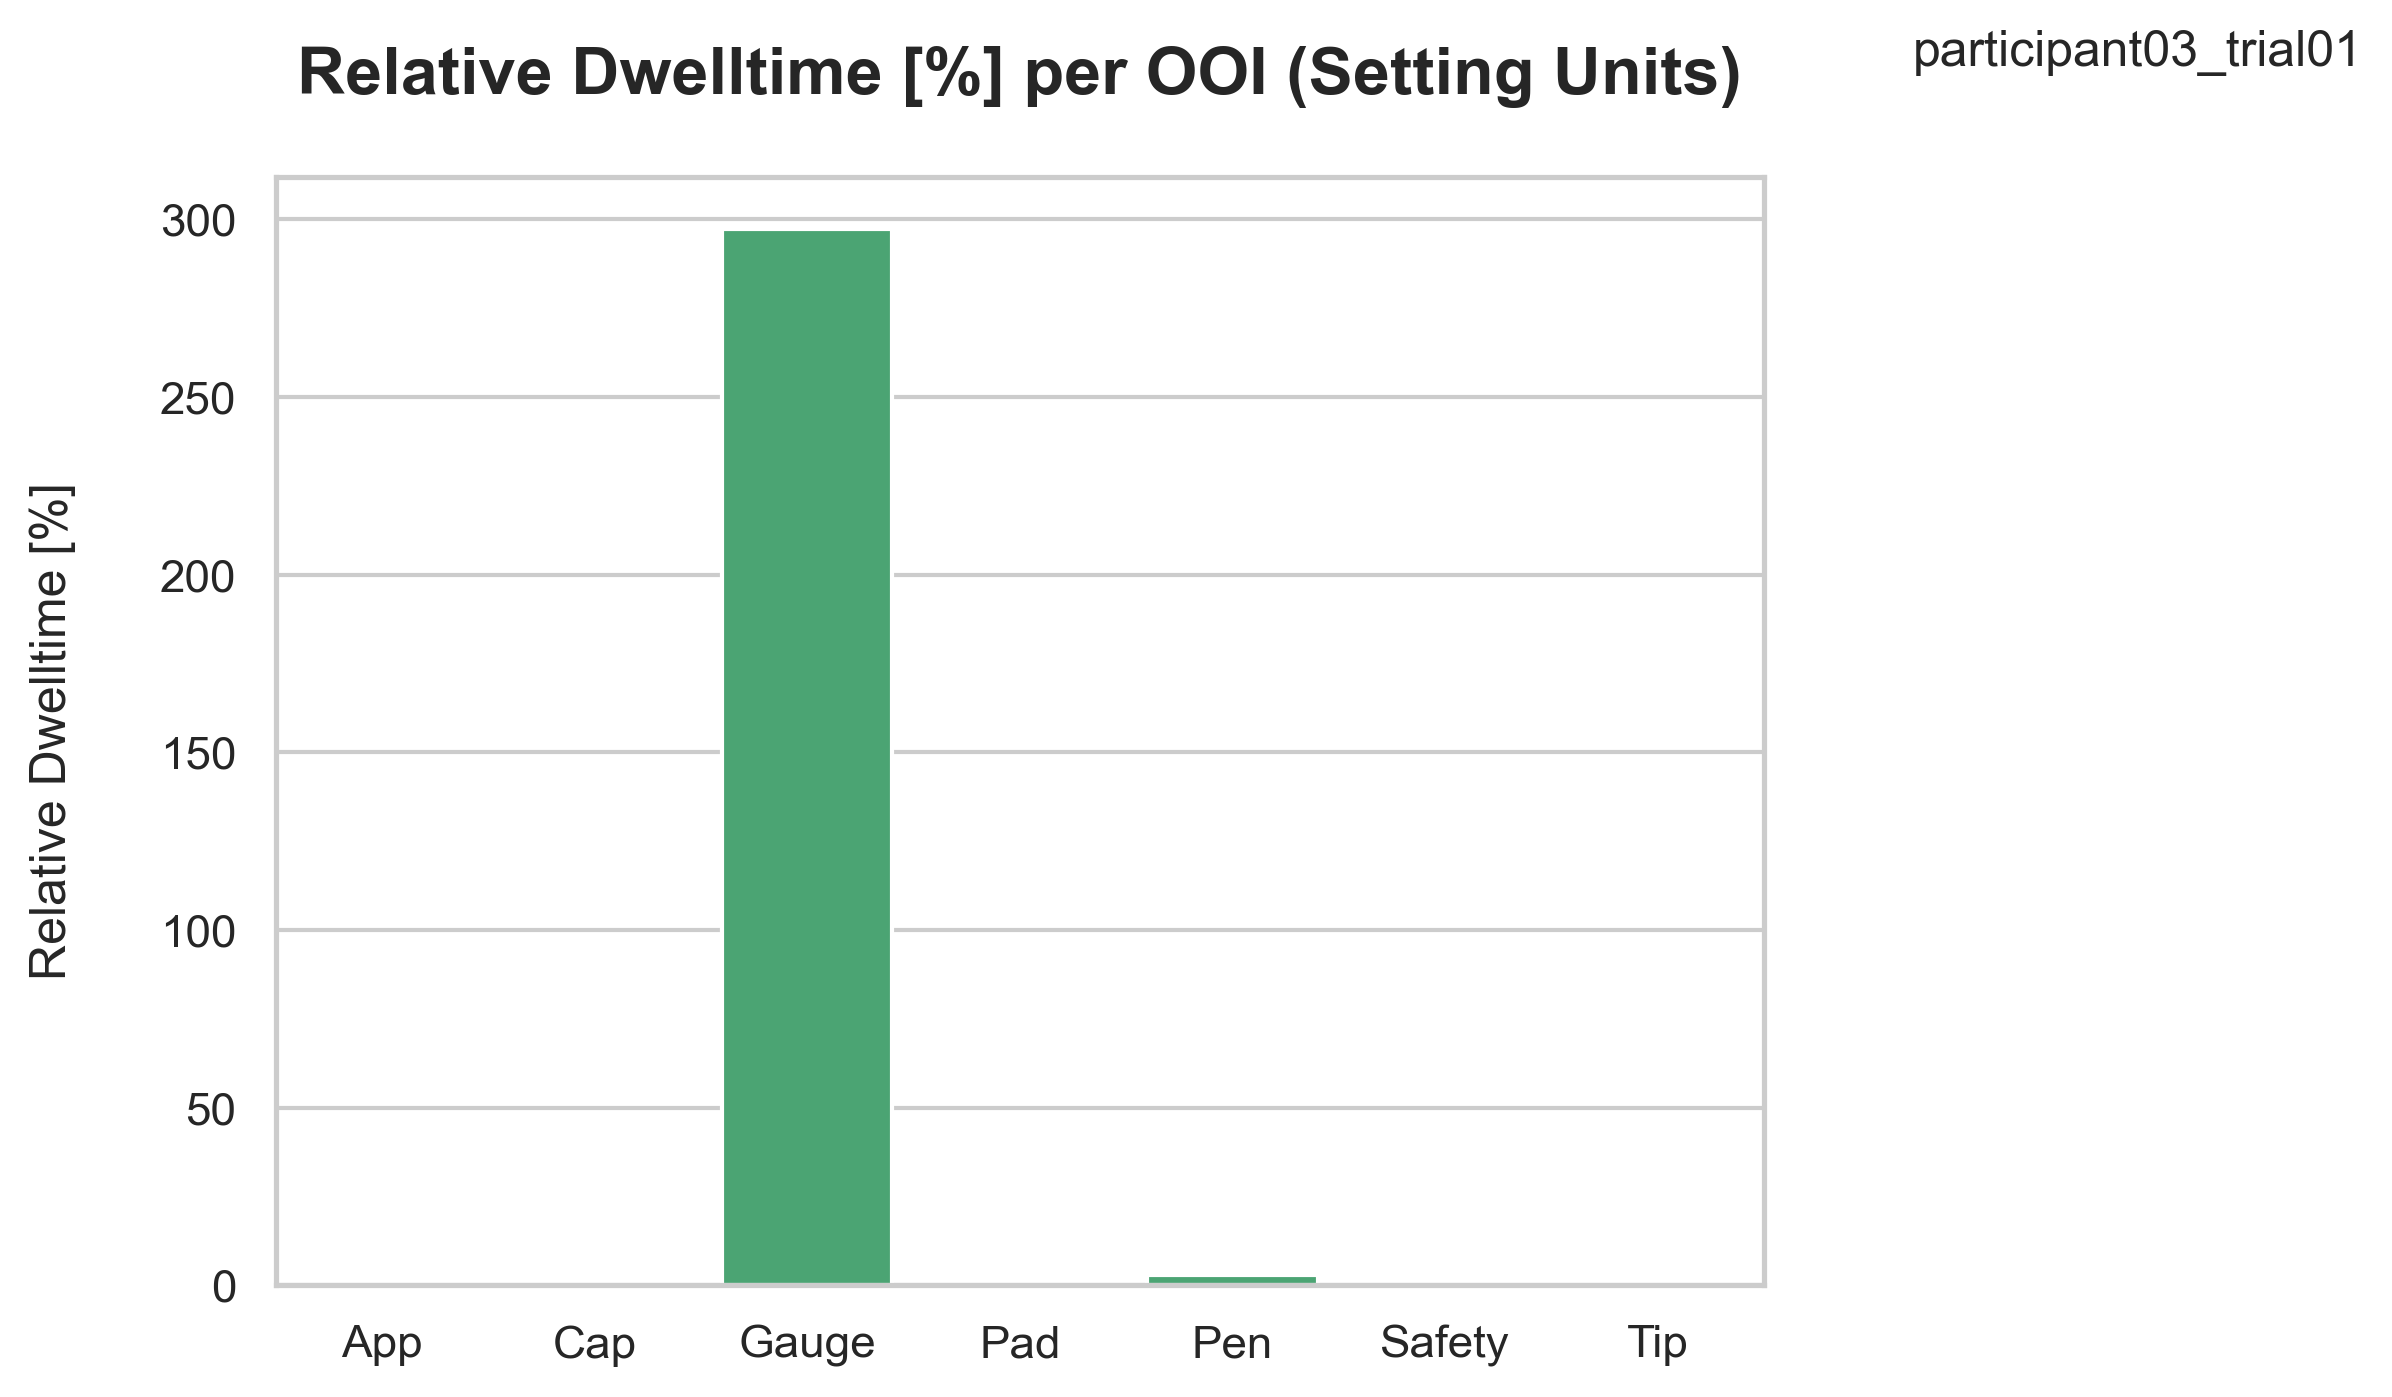 Relative Dwelltime [%] per OOI (Setting Units)
participant03_trial01
Relative Dwelltime [%]
300
250
200
150
100
50
0
App Cap Gauge Pad Pen Safety Tip